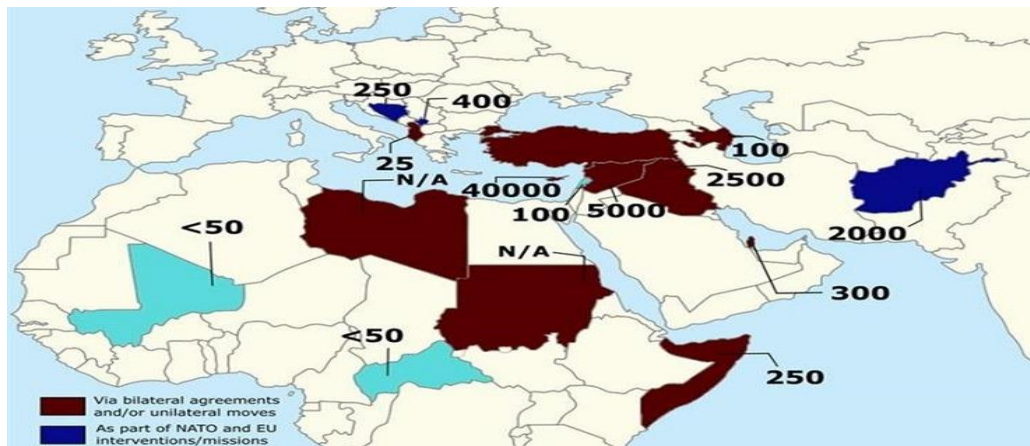 250
400
25
100
N/A
40000
2500
100
5000
<50
2000
N/A
300
<50
250
Via bilateral agreements
and/or unilateral moves
As part of NATO and EU
interventions/missions